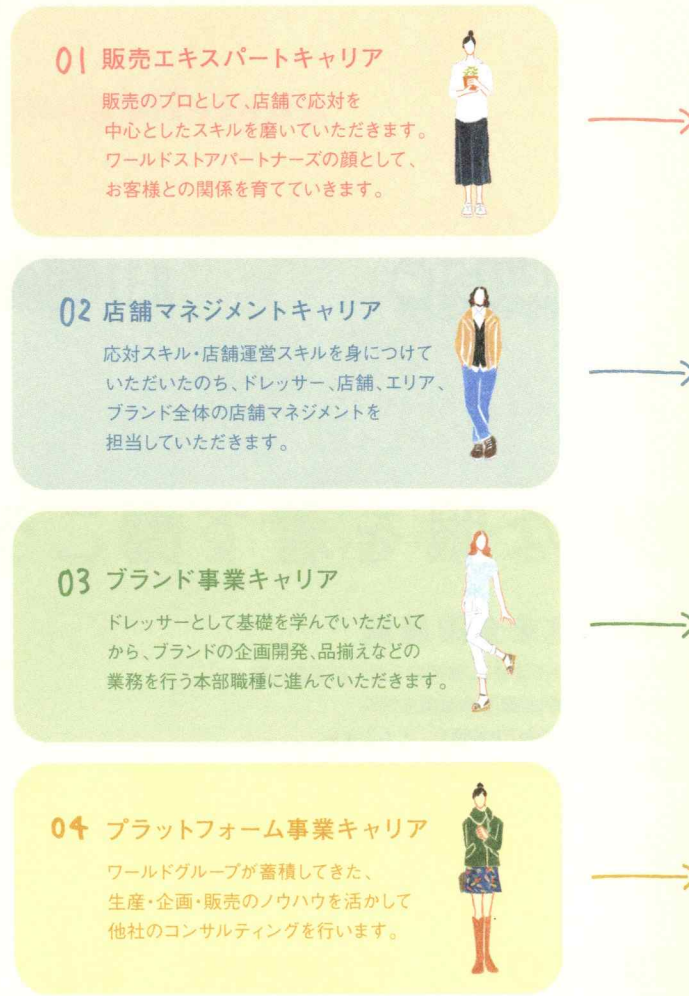 01 販売エキスパートキャリア
販売のプロとして、店舗で応対を
中心としたスキルを磨いていただきます。
ワールドストアパートナーズの顔として、
お客様との関係を育てていきます。
02 店舗マネジメントキャリア
応対スキル・店舗運営スキルを身につけて
いただいたのち、ドレッサー、店舗、エリア、
ブランド全体の店舗マネジメントを
担当していただきます。
03 ブランド事業キャリア
ドレッサーとして基礎を学んでいただいて
から、ブランドの企画開発、品揃えなどの
業務を行う本部職種に進んでいただきます。
04 プラットフォーム事業キャリア
ワールドグループが蓄積してきた、
生産・企画・販売のノウハウを活かして
他社のコンサルティングを行います。